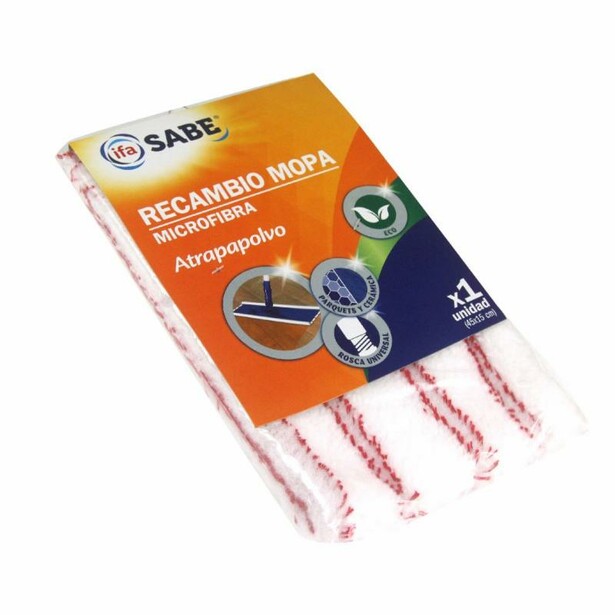 ifa SABE®
RECAMBIO MOPA
MICROFIBRA
Atrapapolvo
ECO
PARQUETS Y CERÁMICA
ROSCA UNIVERSAL
x1
unidad
(45x15 cm)